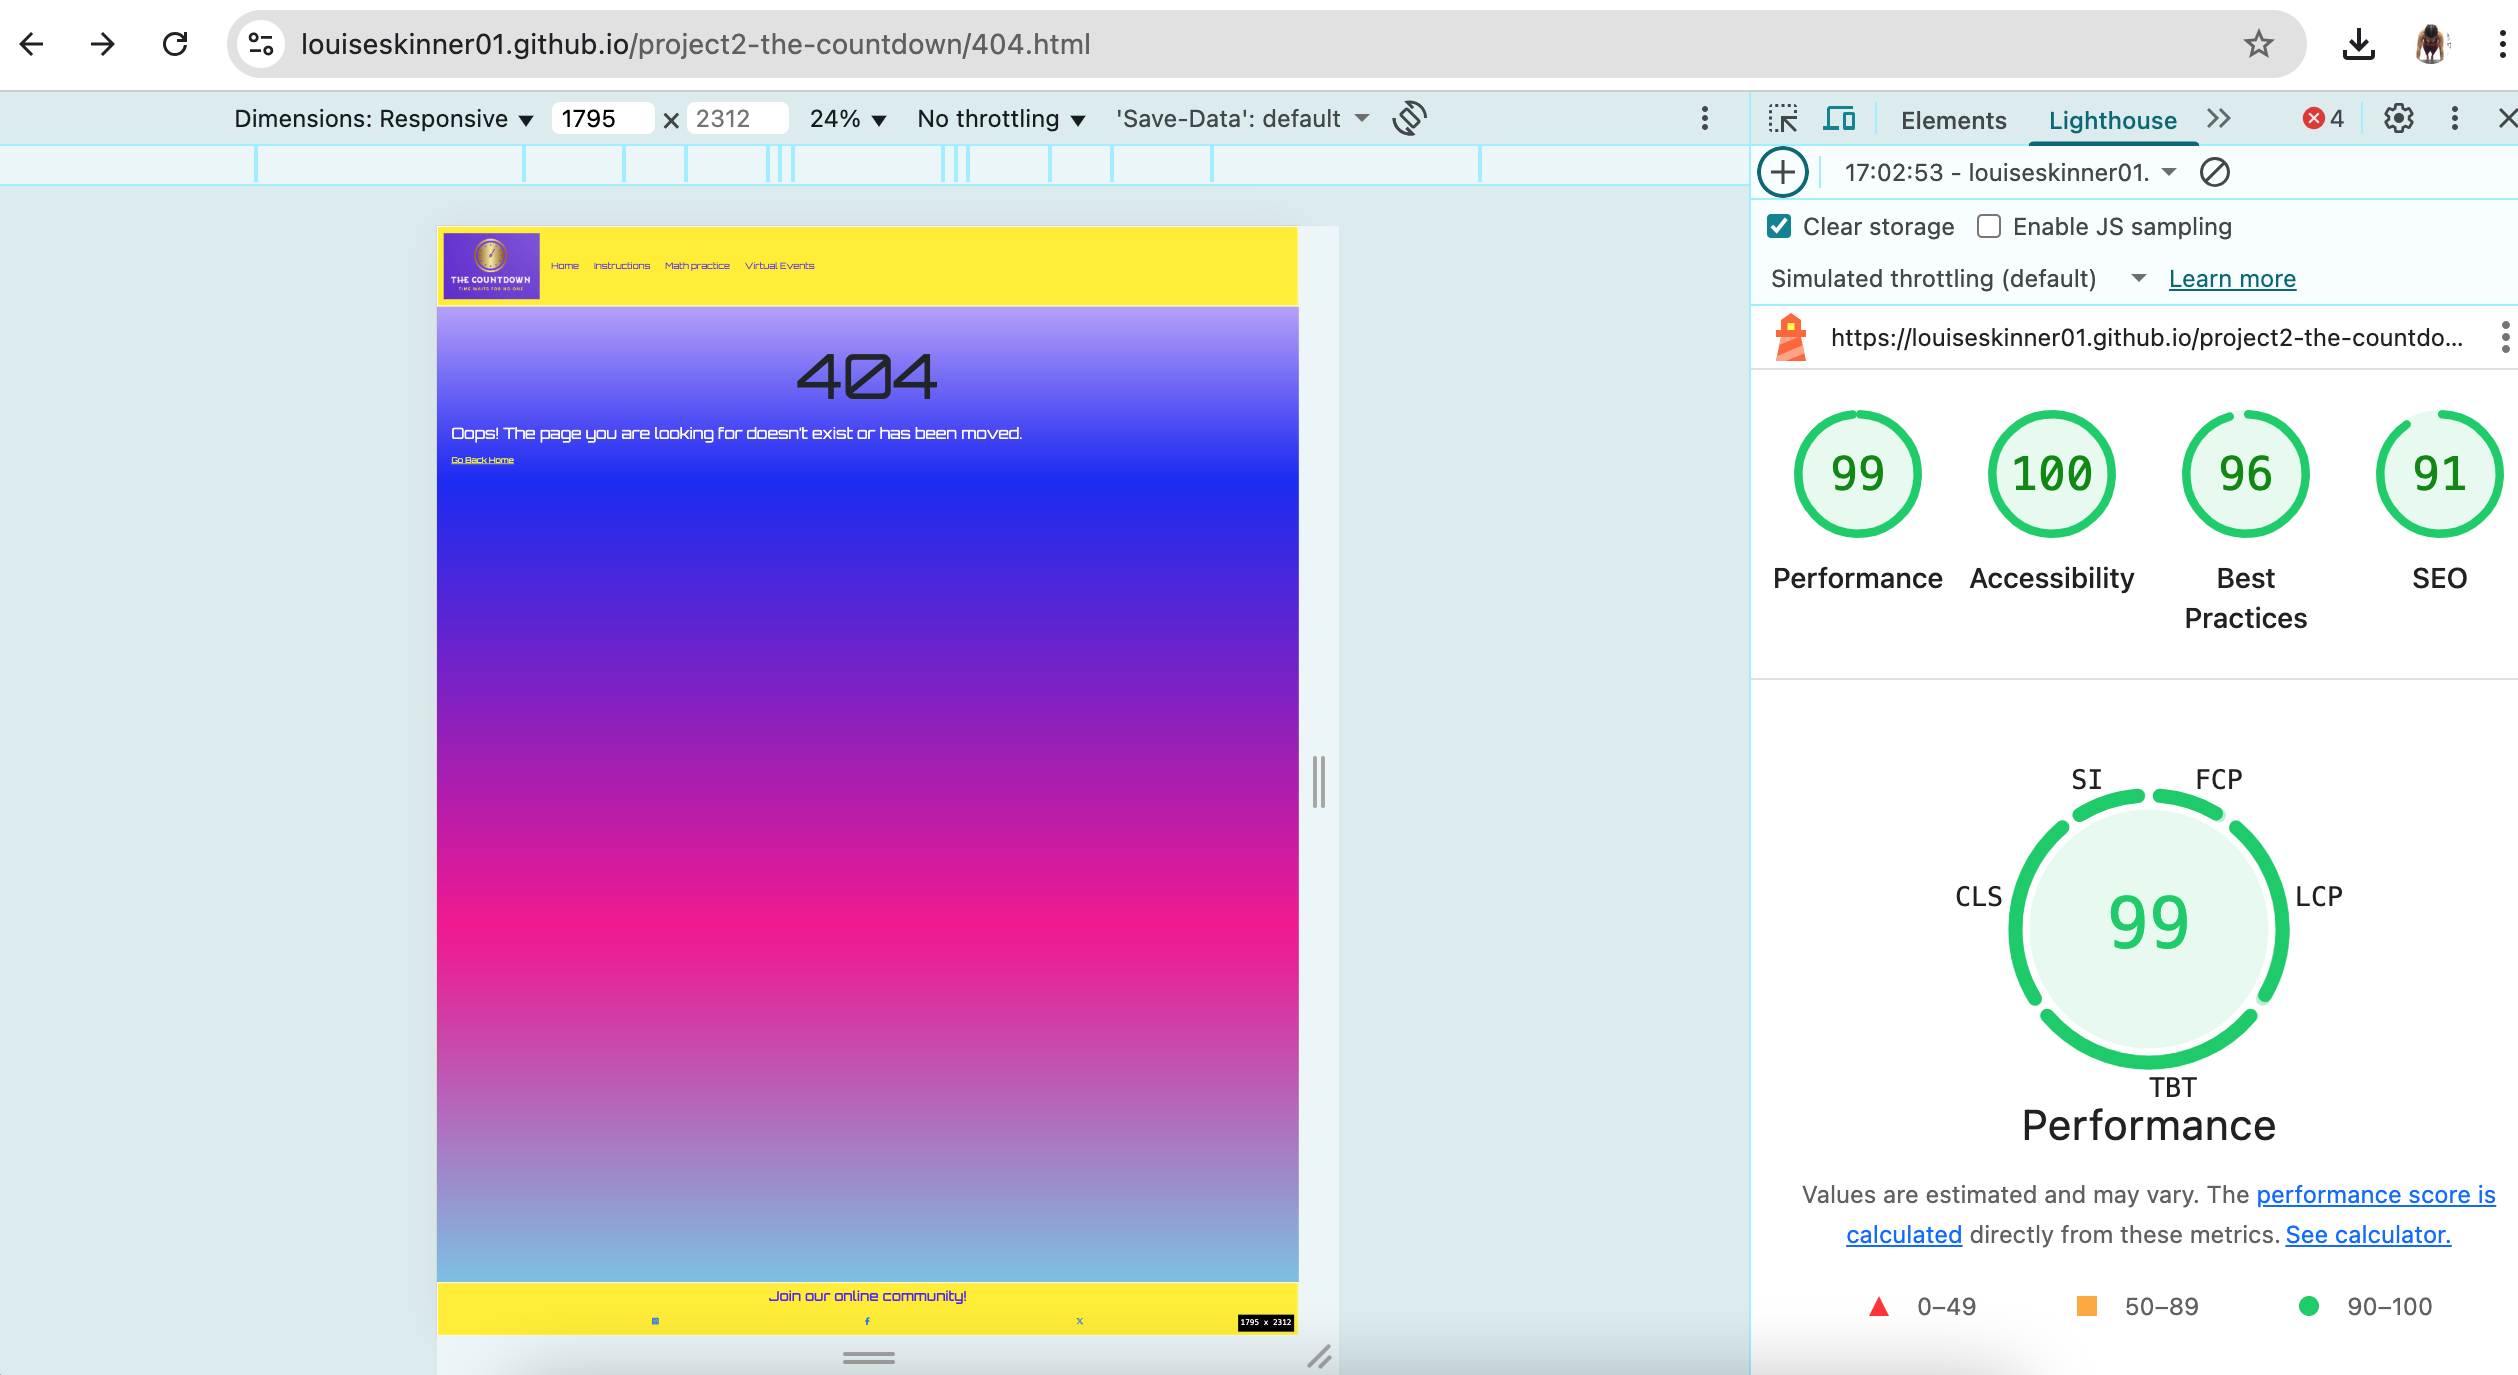 louiseskinner01.github.io/project2-the-countdown/404.html
Dimensions: Responsive 1795 × 2312 24% No throttling 'Save-Data': default
Elements Lighthouse 4
17:02:53 - louiseskinner01.
Clear storage Enable JS sampling
Simulated throttling (default) Learn more
https://louiseskinner01.github.io/project2-the-countdo...
THE COUNTDOWN
TIME WAITS FOR NO ONE
Home Instructions Math practice Virtual Events
404
Oops! The page you are looking for doesn't exist or has been moved.
Go Back Home
Join our online community!
1795 x 2312
99 100 96 91
Performance Accessibility Best Practices SEO
SI FCP
CLS LCP
99
TBT
Performance
Values are estimated and may vary. The performance score is
calculated directly from these metrics. See calculator.
0–49 50–89 90–100